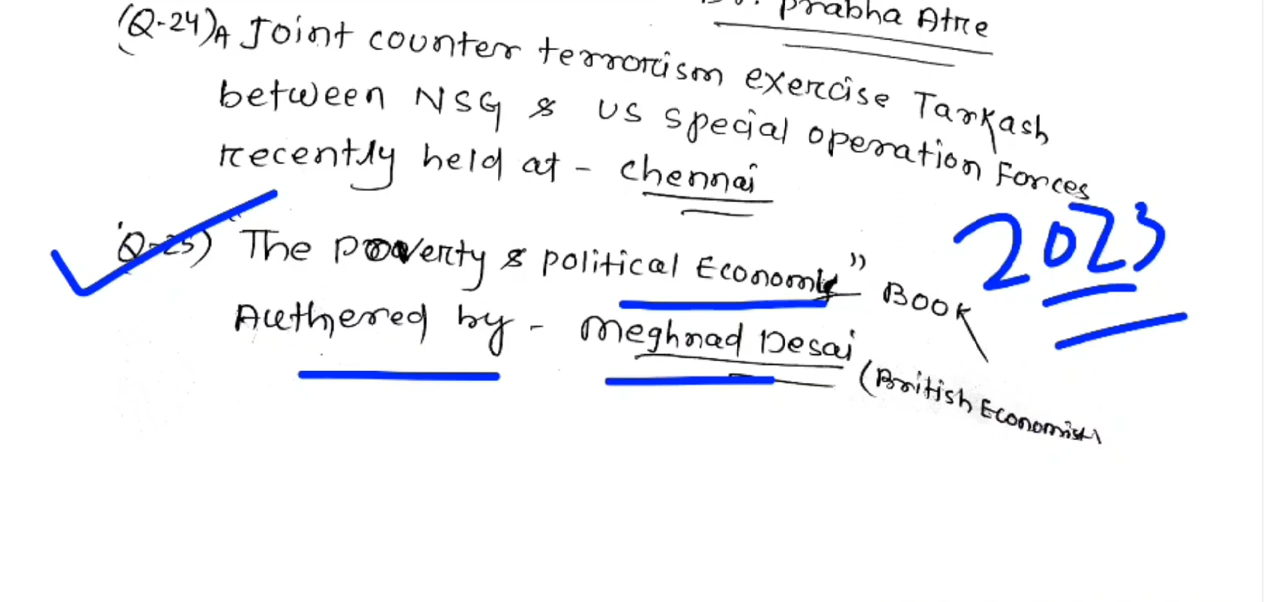 Prabha Atre
(Q-24) A Joint counter terrorism exercise Tarkash
between NSG & US special operation Forces
recently held at - Chennai
(Q-25) "The poverty & political Economy" BOOK
2023
Authered by - Meghnad Desai
(British Economist